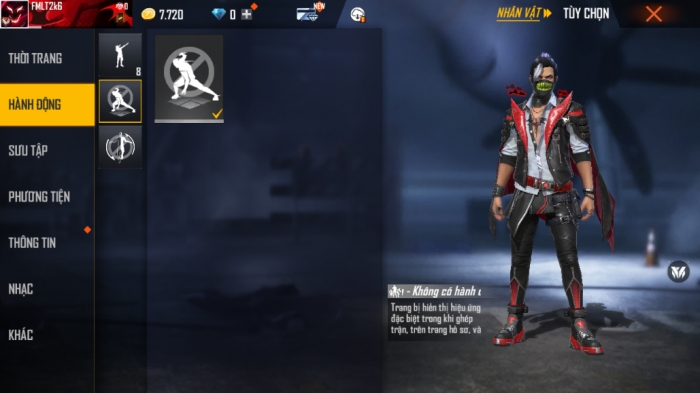 FMLT2k6
0
7.720
0
NEW
NHÂN VẬT
TÙY CHỌN
THỜI TRANG
HÀNH ĐỘNG
SƯU TẬP
PHƯƠNG TIỆN
THÔNG TIN
NHẠC
KHÁC
8
- Không có hành
Trang bị hiển thị hiệu ứng
đặc biệt trong khi ghép
trận, trên trang hồ sơ, và